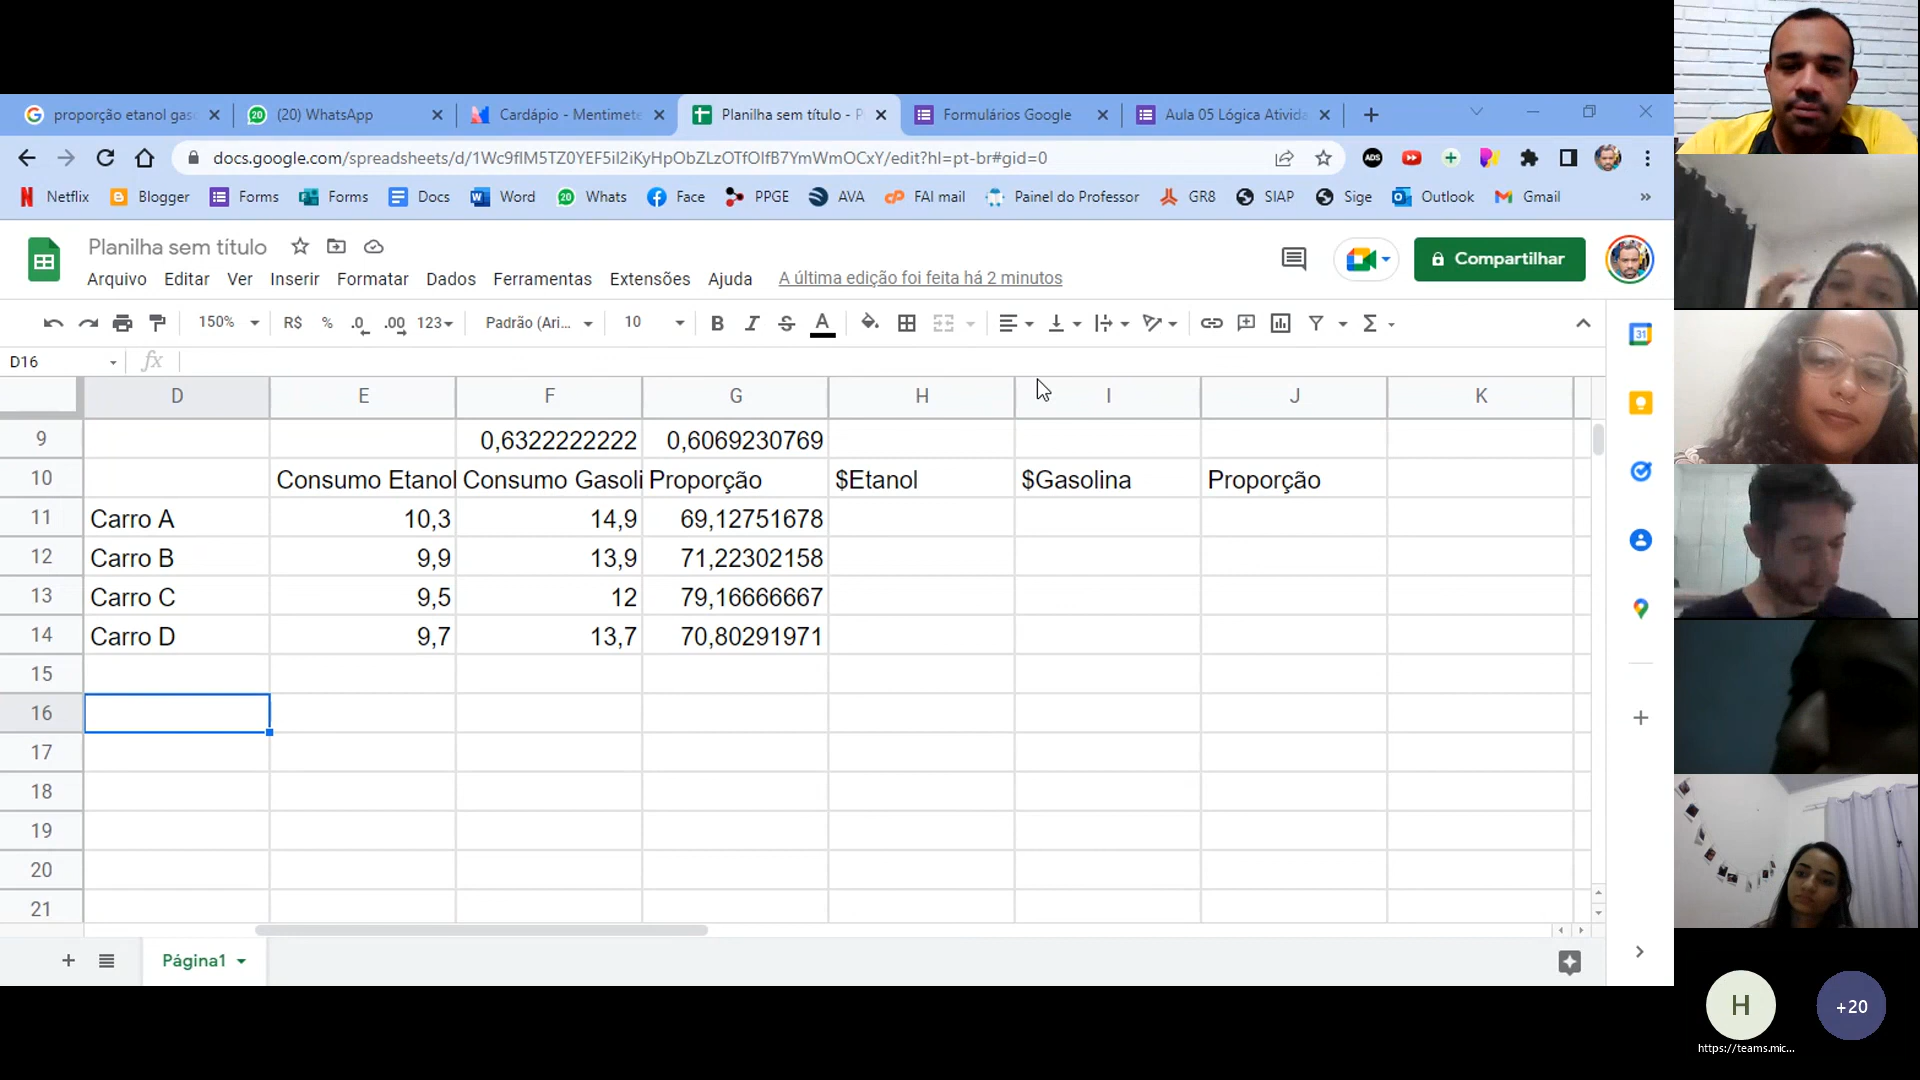 proporção etanol gaso
(20) WhatsApp
Cardápio - Mentimete
Planilha sem título - P
Formulários Google
Aula 05 Lógica Ativida
docs.google.com/spreadsheets/d/1Wc9flM5TZ0YEF5il2iKyHpObZLzOTfOIfB7YmWmOCxY/edit?hl=pt-br#gid=0
Netflix Blogger Forms Forms Docs Word Whats Face PPGE AVA FAI mail Painel do Professor GR8 SIAP Sige Outlook Gmail »
Planilha sem título
Compartilhar
Arquivo Editar Ver Inserir Formatar Dados Ferramentas Extensões Ajuda A última edição foi feita há 2 minutos
150% R$ % .0 .00 123 Padrão (Ari... 10 B I S A
D16 fx
D E F G H I J K
9 0,6322222222 0,6069230769
10 Consumo Etanol Consumo Gasoli Proporção $Etanol $Gasolina Proporção
11 Carro A 10,3 14,9 69,12751678
12 Carro B 9,9 13,9 71,22302158
13 Carro C 9,5 12 79,16666667
14 Carro D 9,7 13,7 70,80291971
15
16
17
18
19
20
21
Página1
H
+20
https://teams.mic...